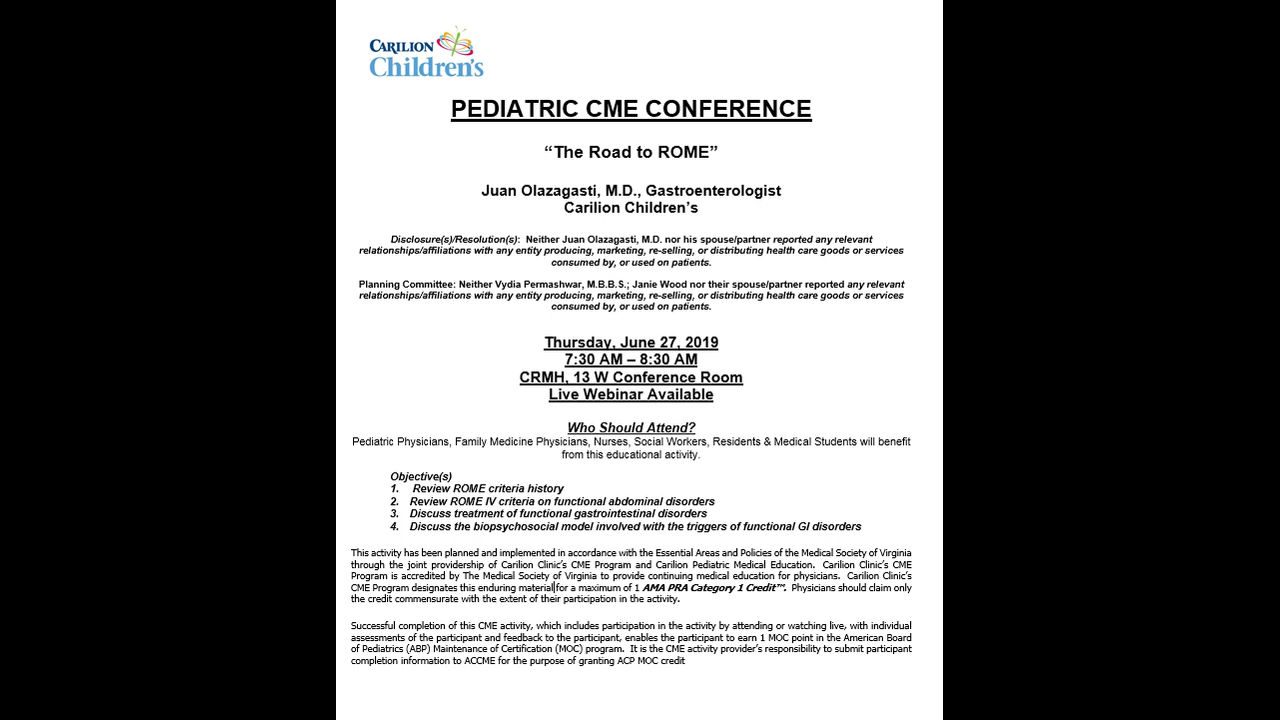 CARILION
Children's
PEDIATRIC CME CONFERENCE
“The Road to ROME”
Juan Olazagasti, M.D., Gastroenterologist
Carilion Children’s
Disclosure(s)/Resolution(s): Neither Juan Olazagasti, M.D. nor his spouse/partner reported any relevant
relationships/affiliations with any entity producing, marketing, re-selling, or distributing health care goods or services
consumed by, or used on patients.
Planning Committee: Neither Vydia Permashwar, M.B.B.S.; Janie Wood nor their spouse/partner reported any relevant
relationships/affiliations with any entity producing, marketing, re-selling, or distributing health care goods or services
consumed by, or used on patients.
Thursday, June 27, 2019
7:30 AM – 8:30 AM
CRMH, 13 W Conference Room
Live Webinar Available
Who Should Attend?
Pediatric Physicians, Family Medicine Physicians, Nurses, Social Workers, Residents & Medical Students will benefit
from this educational activity.
Objective(s)
1. Review ROME criteria history
2. Review ROME IV criteria on functional abdominal disorders
3. Discuss treatment of functional gastrointestinal disorders
4. Discuss the biopsychosocial model involved with the triggers of functional GI disorders
This activity has been planned and implemented in accordance with the Essential Areas and Policies of the Medical Society of Virginia
through the joint providership of Carilion Clinic’s CME Program and Carilion Pediatric Medical Education. Carilion Clinic’s CME
Program is accredited by The Medical Society of Virginia to provide continuing medical education for physicians. Carilion Clinic’s
CME Program designates this enduring material for a maximum of 1 AMA PRA Category 1 Credit™. Physicians should claim only
the credit commensurate with the extent of their participation in the activity.
Successful completion of this CME activity, which includes participation in the activity by attending or watching live, with individual
assessments of the participant and feedback to the participant, enables the participant to earn 1 MOC point in the American Board
of Pediatrics (ABP) Maintenance of Certification (MOC) program. It is the CME activity provider’s responsibility to submit participant
completion information to ACCME for the purpose of granting ACP MOC credit